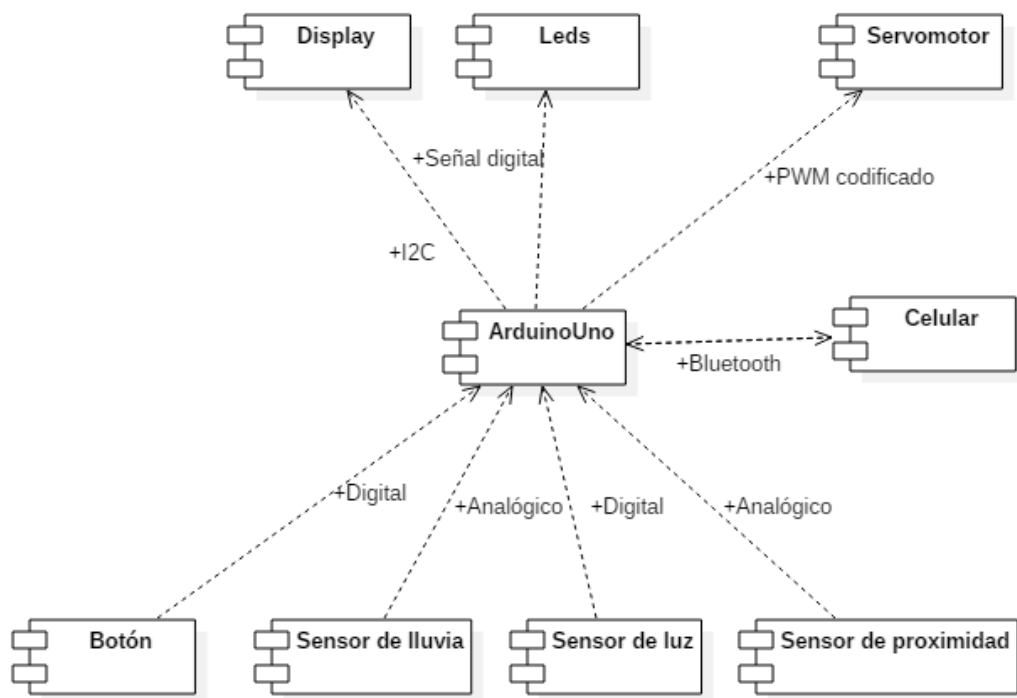 Display
Leds
Servomotor
+Señal digital
+PWM codificado
+I2C
ArduinoUno
Celular
+Bluetooth
+Digital
+Analógico
+Digital
+Analógico
Botón
Sensor de lluvia
Sensor de luz
Sensor de proximidad